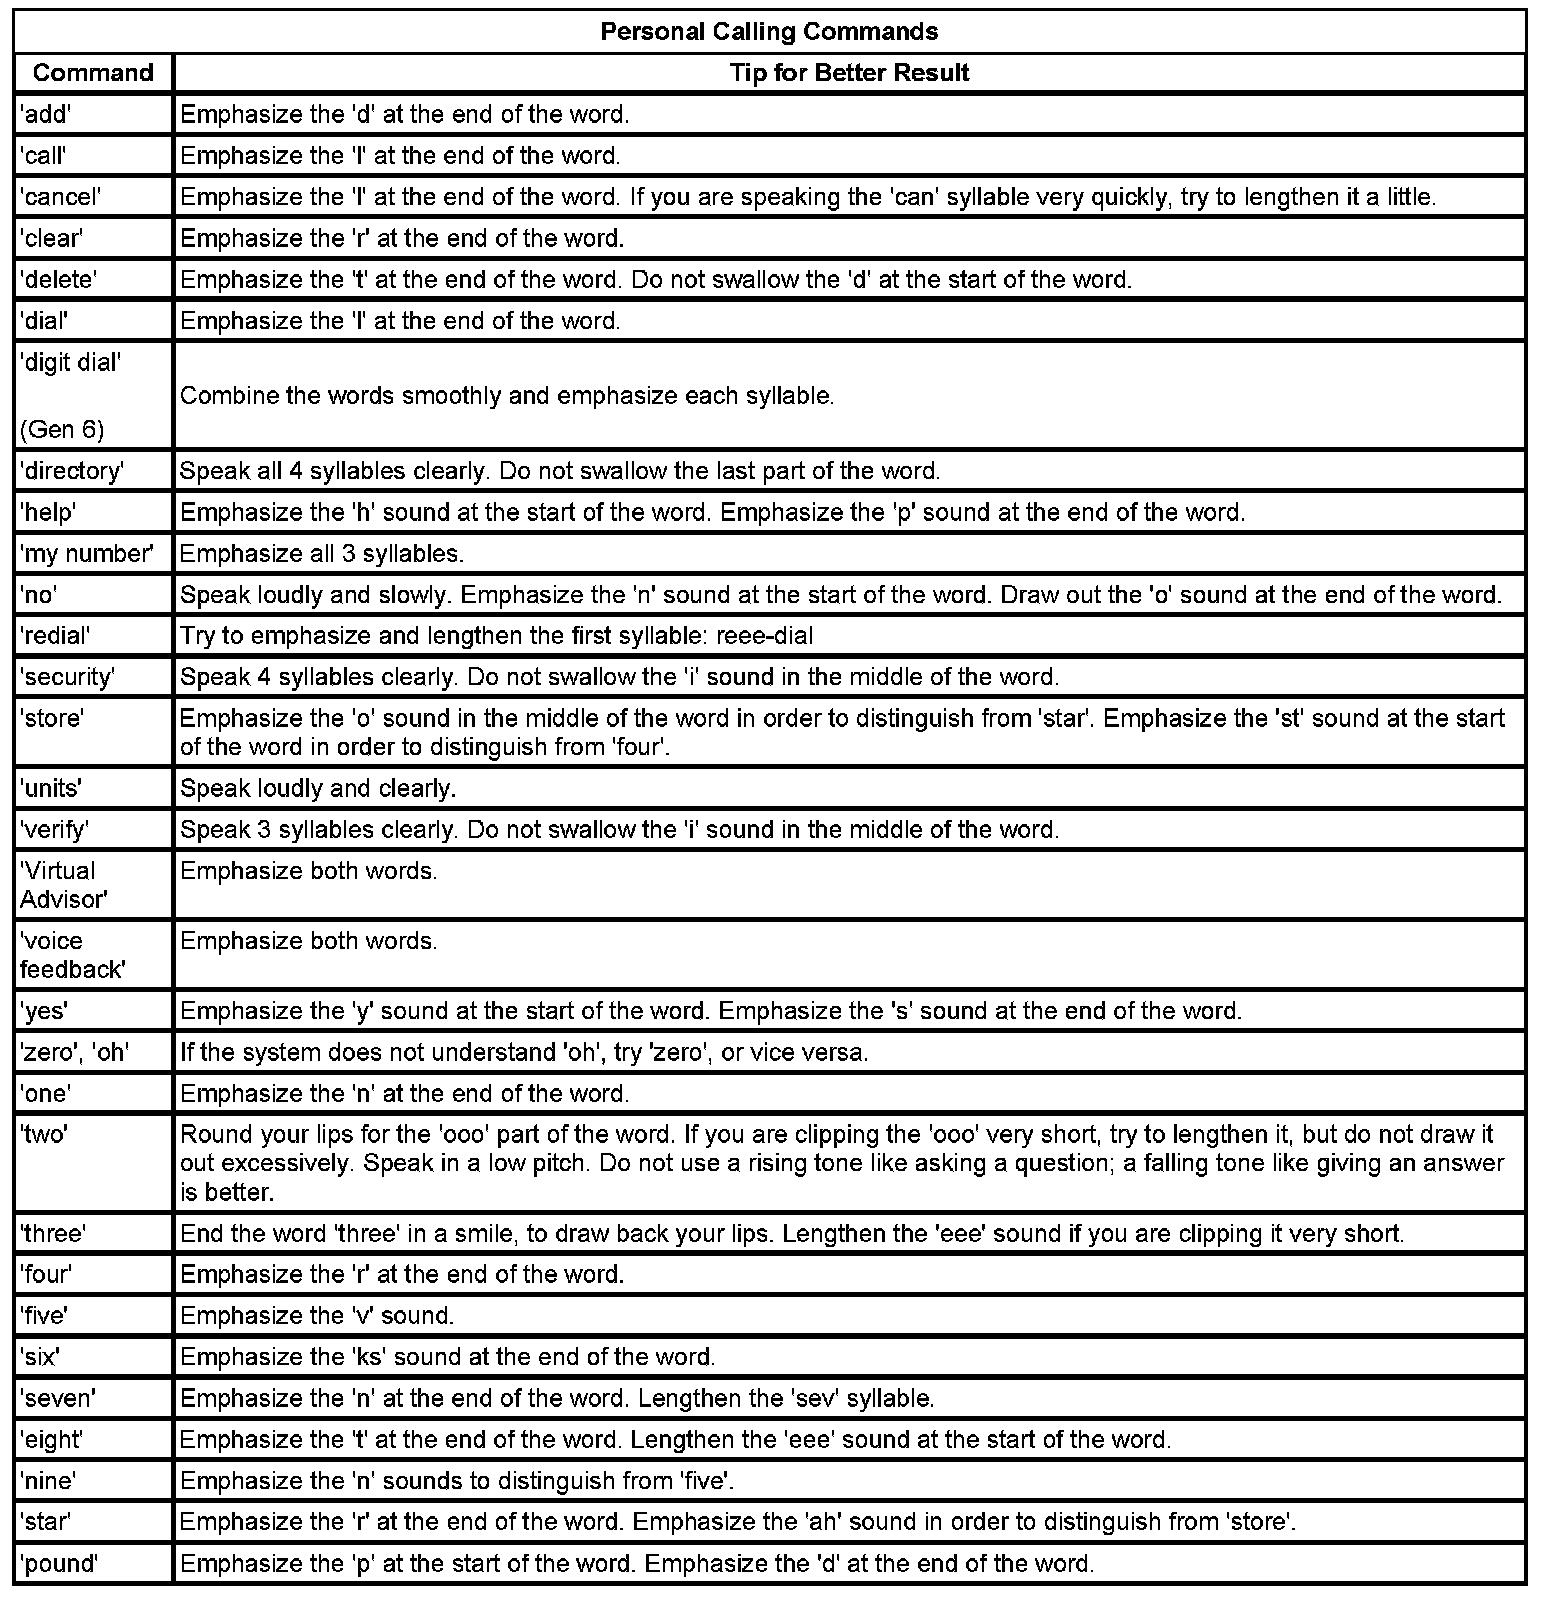 Personal Calling Commands
Command Tip for Better Result
'add' Emphasize the 'd' at the end of the word.
'call' Emphasize the 'l' at the end of the word.
'cancel' Emphasize the 'l' at the end of the word. If you are speaking the 'can' syllable very quickly, try to lengthen it a little.
'clear' Emphasize the 'r' at the end of the word.
'delete' Emphasize the 't' at the end of the word. Do not swallow the 'd' at the start of the word.
'dial' Emphasize the 'l' at the end of the word.
'digit dial'
(Gen 6)
Combine the words smoothly and emphasize each syllable.
'directory' Speak all 4 syllables clearly. Do not swallow the last part of the word.
'help' Emphasize the 'h' sound at the start of the word. Emphasize the 'p' sound at the end of the word.
'my number' Emphasize all 3 syllables.
'no' Speak loudly and slowly. Emphasize the 'n' sound at the start of the word. Draw out the 'o' sound at the end of the word.
'redial' Try to emphasize and lengthen the first syllable: reee-dial
'security' Speak 4 syllables clearly. Do not swallow the 'i' sound in the middle of the word.
'store' Emphasize the 'o' sound in the middle of the word in order to distinguish from 'star'. Emphasize the 'st' sound at the start
of the word in order to distinguish from 'four'.
'units' Speak loudly and clearly.
'verify' Speak 3 syllables clearly. Do not swallow the 'i' sound in the middle of the word.
'Virtual
Advisor'
Emphasize both words.
'voice
feedback'
Emphasize both words.
'yes' Emphasize the 'y' sound at the start of the word. Emphasize the 's' sound at the end of the word.
'zero', 'oh' If the system does not understand 'oh', try 'zero', or vice versa.
'one' Emphasize the 'n' at the end of the word.
'two' Round your lips for the 'ooo' part of the word. If you are clipping the 'ooo' very short, try to lengthen it, but do not draw it
out excessively. Speak in a low pitch. Do not use a rising tone like asking a question; a falling tone like giving an answer
is better.
'three' End the word 'three' in a smile, to draw back your lips. Lengthen the 'eee' sound if you are clipping it very short.
'four' Emphasize the 'r' at the end of the word.
'five' Emphasize the 'v' sound.
'six' Emphasize the 'ks' sound at the end of the word.
'seven' Emphasize the 'n' at the end of the word. Lengthen the 'sev' syllable.
'eight' Emphasize the 't' at the end of the word. Lengthen the 'eee' sound at the start of the word.
'nine' Emphasize the 'n' sounds to distinguish from 'five'.
'star' Emphasize the 'r' at the end of the word. Emphasize the 'ah' sound in order to distinguish from 'store'.
'pound' Emphasize the 'p' at the start of the word. Emphasize the 'd' at the end of the word.